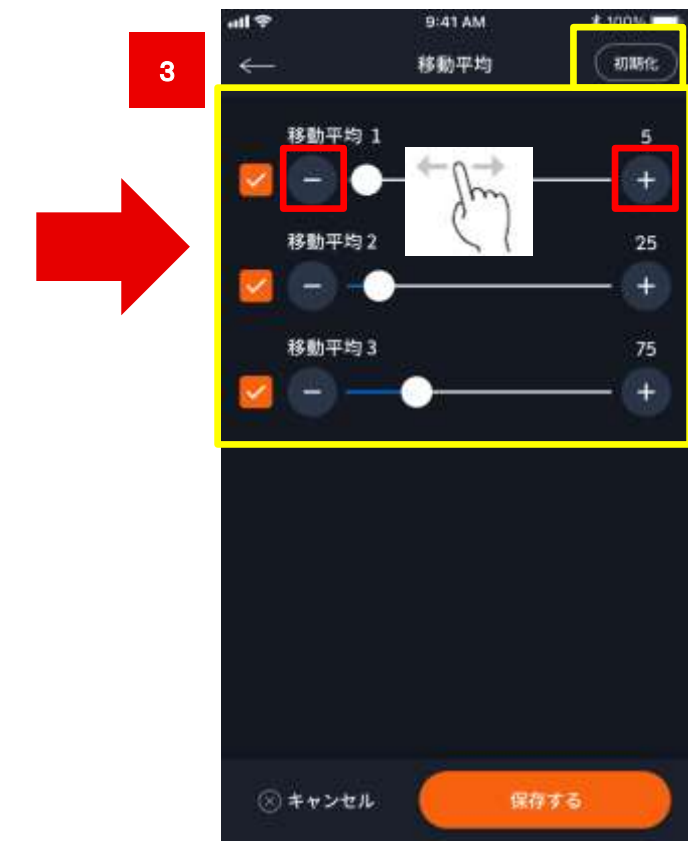 9:41 AM 100%
3
移動平均 初期化
移動平均 1 5
移動平均 2 25
移動平均 3 75
キャンセル 保存する